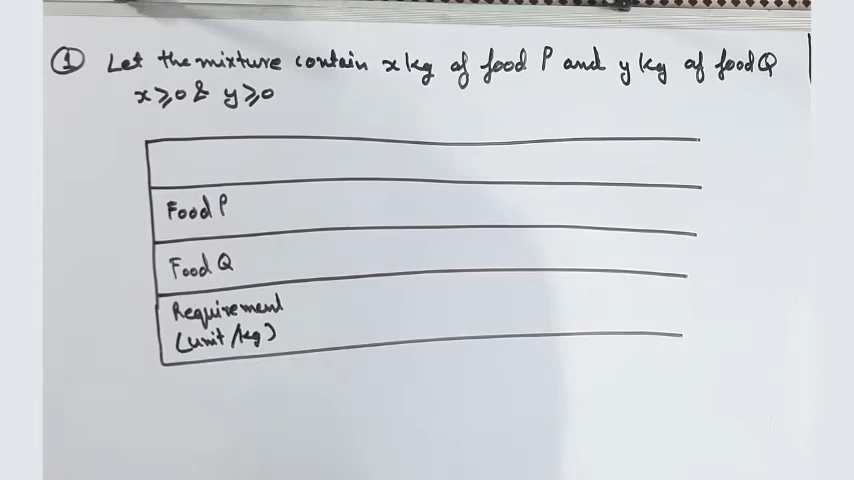 ① Let the mixture contain x kg of food P and y kg of food Q
x ⩾ 0 & y ⩾ 0
Food P
Food Q
Requirement
(unit/kg)